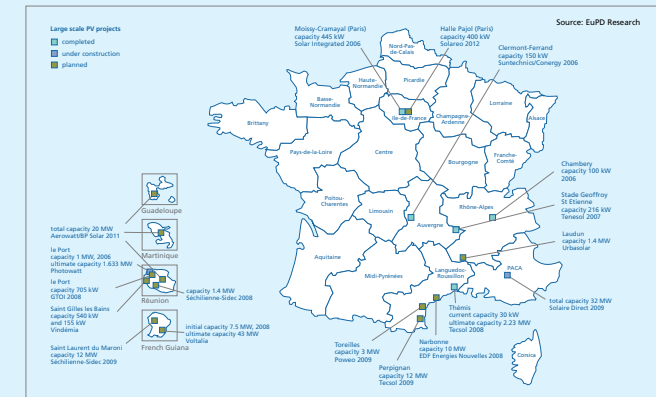 Large scale PV projects
completed
under construction
planned
Source: EuPD Research
Moissy-Cramayal (Paris)
capacity 445 kW
Solar Integrated 2006
Halle Pajol (Paris)
capacity 400 kW
Solareo 2012
Clermont-Ferrand
capacity 150 kW
Suntechnics/Conergy 2006
Nord-Pas-
de-Calais
Haute-
Normandie
Picardie
Basse-
Normandie
Ile-de-France
Champagne-
Ardenne
Lorraine
Alsace
Brittany
Pays-de-la-Loire
Centre
Bourgogne
Franche-
Comté
Poitou-
Charentes
Limousin
Auvergne
Rhône-Alpes
Aquitaine
Midi-Pyrénées
Languedoc-
Roussillon
PACA
Corsica
Chambery
capacity 100 kW
2006
Stade Geoffroy
St Etienne
capacity 216 kW
Tenesol 2007
Laudun
capacity 1.4 MW
Urbasolar
total capacity 32 MW
Solaire Direct 2009
Thémis
current capacity 30 kW
ultimate capacity 2.23 MW
Tecsol 2008
Narbonne
capacity 10 MW
EDF Energies Nouvelles 2008
Toreilles
capacity 3 MW
Poweo 2009
Perpignan
capacity 12 MW
Tecsol 2009
Guadeloupe
total capacity 20 MW
Aerowatt/BP Solar 2011
Martinique
le Port
capacity 1 MW, 2006
ultimate capacity 1.633 MW
Photowatt
le Port
capacity 705 kW
GTOI 2008
Réunion
capacity 1.4 MW
Séchilienne-Sidec 2008
Saint Gilles les Bains
capacity 540 kW
and 155 kW
Vindémia
initial capacity 7.5 MW, 2008
ultimate capacity 43 MW
Voltalia
French Guiana
Saint Laurent du Maroni
capacity 12 MW
Séchilienne-Sidec 2009